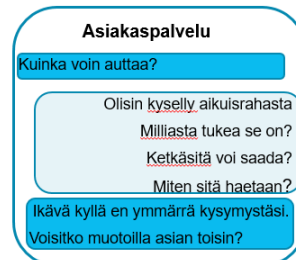 Asiakaspalvelu
Kuinka voin auttaa?
Olisin kyselly aikuisrahasta
Milliasta tukea se on?
Ketkäsitä voi saada?
Miten sitä haetaan?
Ikävä kyllä en ymmärrä kysymystäsi.
Voisitko muotoilla asian toisin?